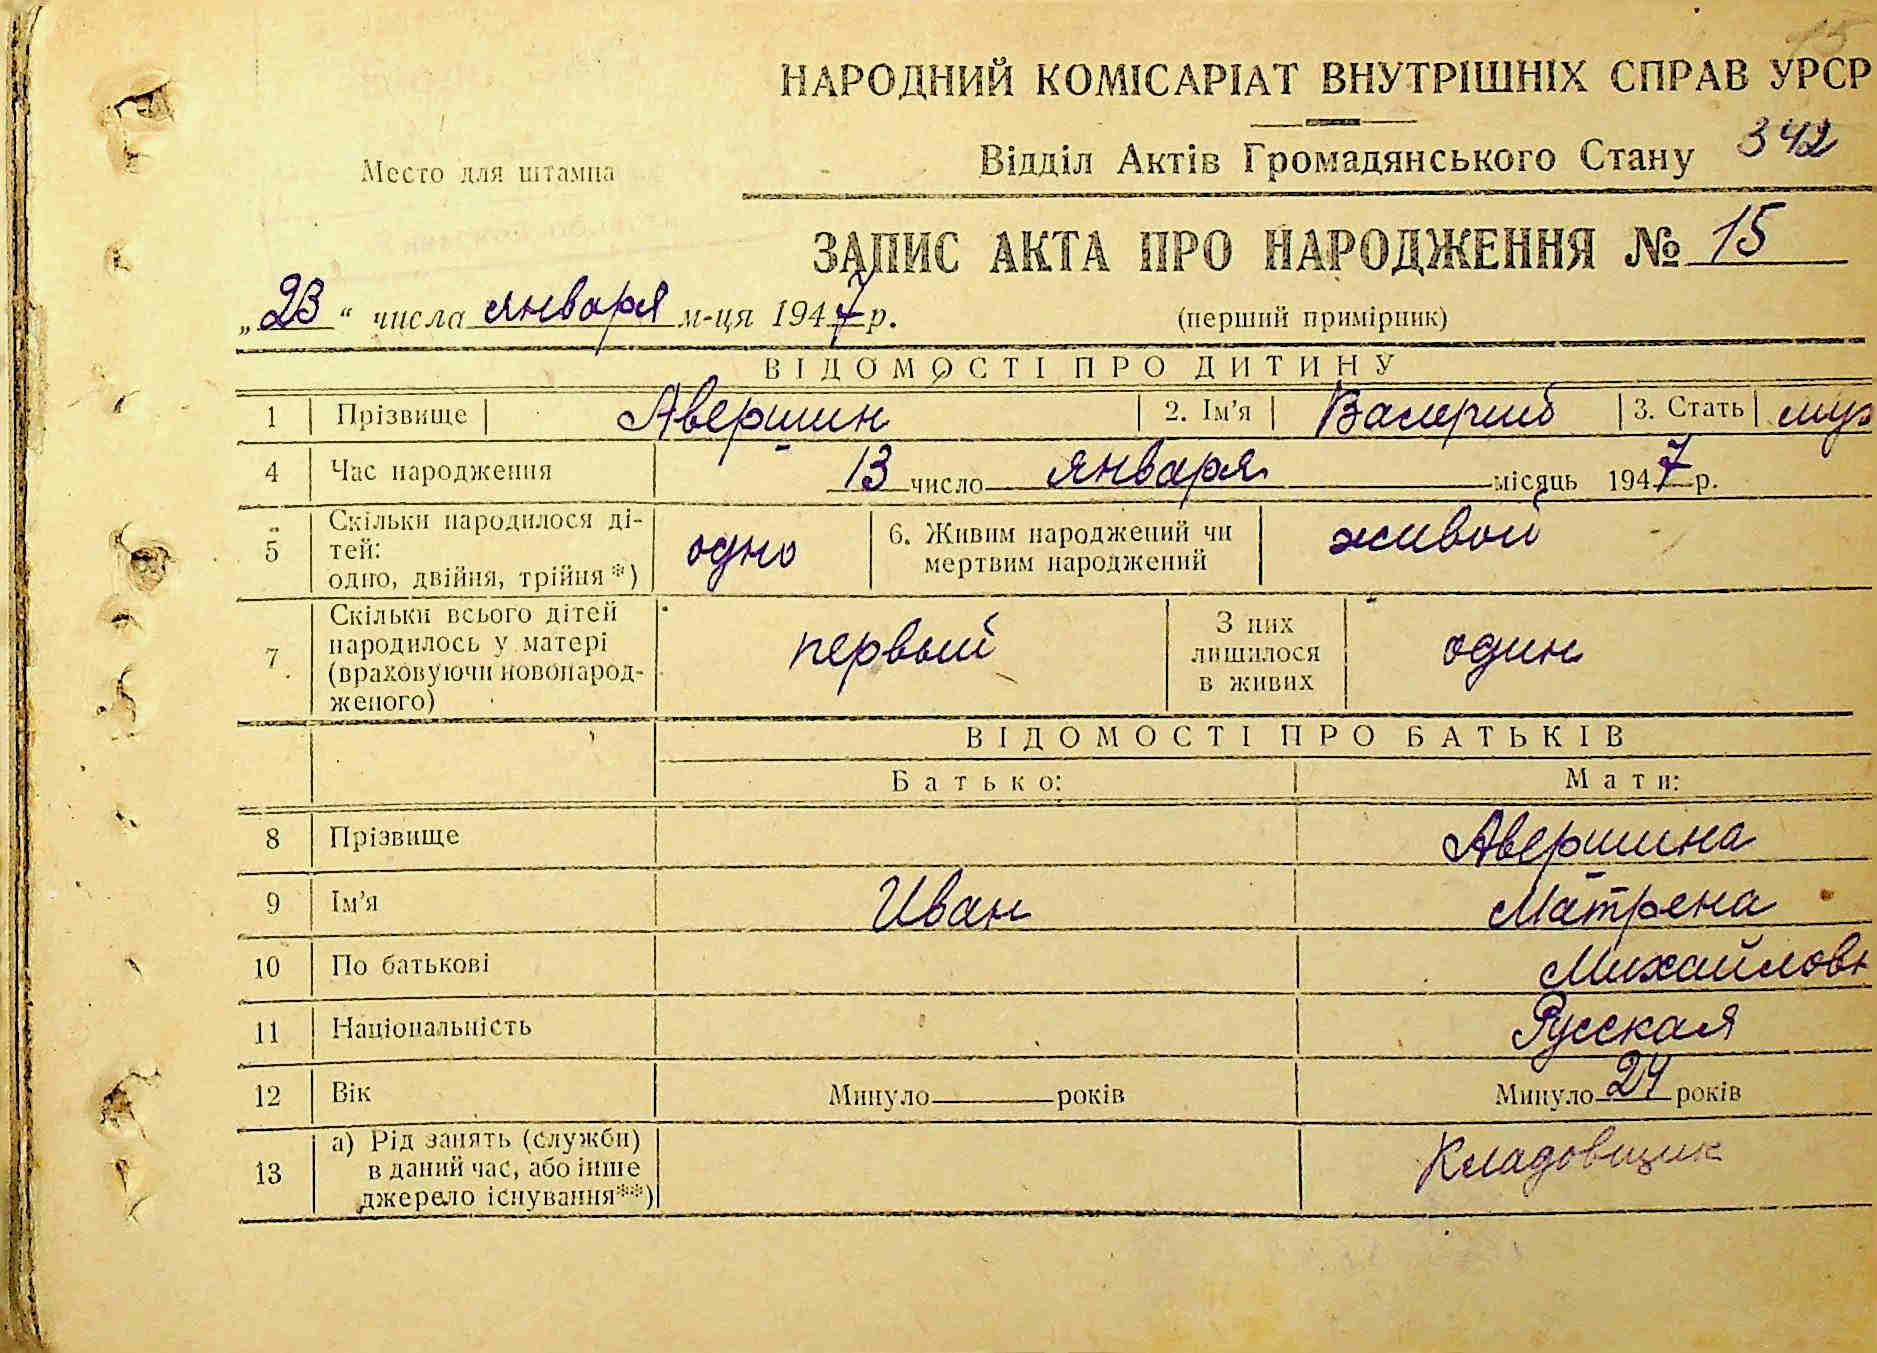 15
НАРОДНИЙ КОМІСАРІАТ ВНУТРІШНІХ СПРАВ УРСР
Место для штампа
Відділ Актів Громадянського Стану 342
ЗАПИС АКТА ПРО НАРОДЖЕННЯ № 15
„23“ числа января м-ця 1947 р. (перший примірник)
ВІДОМОСТІ ПРО ДИТИНУ
1 Прізвище Авершин 2. Ім'я Валерий 3. Стать муж
4 Час народження 13 число января місяць 1947 р.
5 Скільки народилося ді-
тей:
одно, двійня, трійня *) одно 6. Живим народжений чи
мертвим народжений живой
7 Скільки всього дітей
народилось у матері
(враховуючи новонарод-
женого) первый З них
лишилося
в живих один
ВІДОМОСТІ ПРО БАТЬКІВ
Батько: Мати:
8 Прізвище Авершина
9 Ім'я Иван Матрена
10 По батькові Михайловн
11 Національність Русская
12 Вік Минуло років Минуло 24 років
13 а) Рід занять (служби)
в даний час, або інше
джерело існування**) Кладовщик